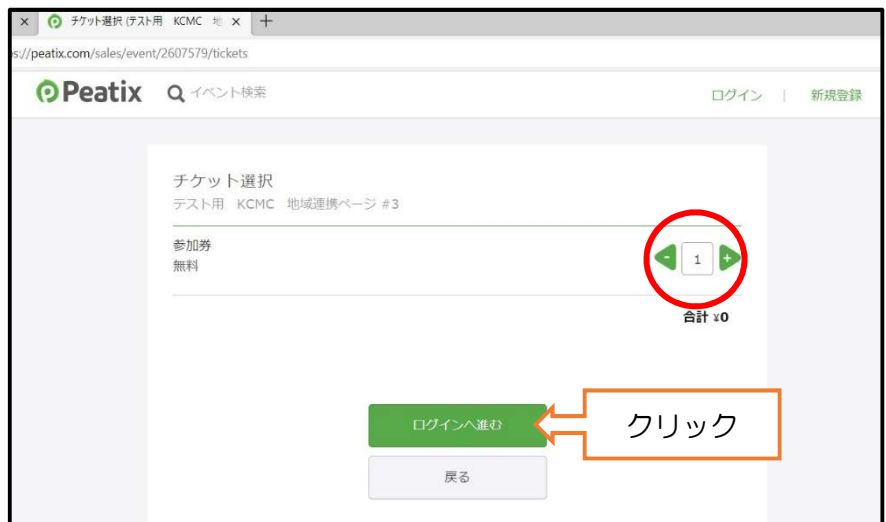 × チケット選択 (テスト用 KCMC 地 × +
s://peatix.com/sales/event/2607579/tickets
Peatix イベント検索 ログイン | 新規登録
チケット選択
テスト用 KCMC 地域連携ページ #3
参加券
無料
- 1 +
合計 ¥0
ログインへ進む
クリック
戻る